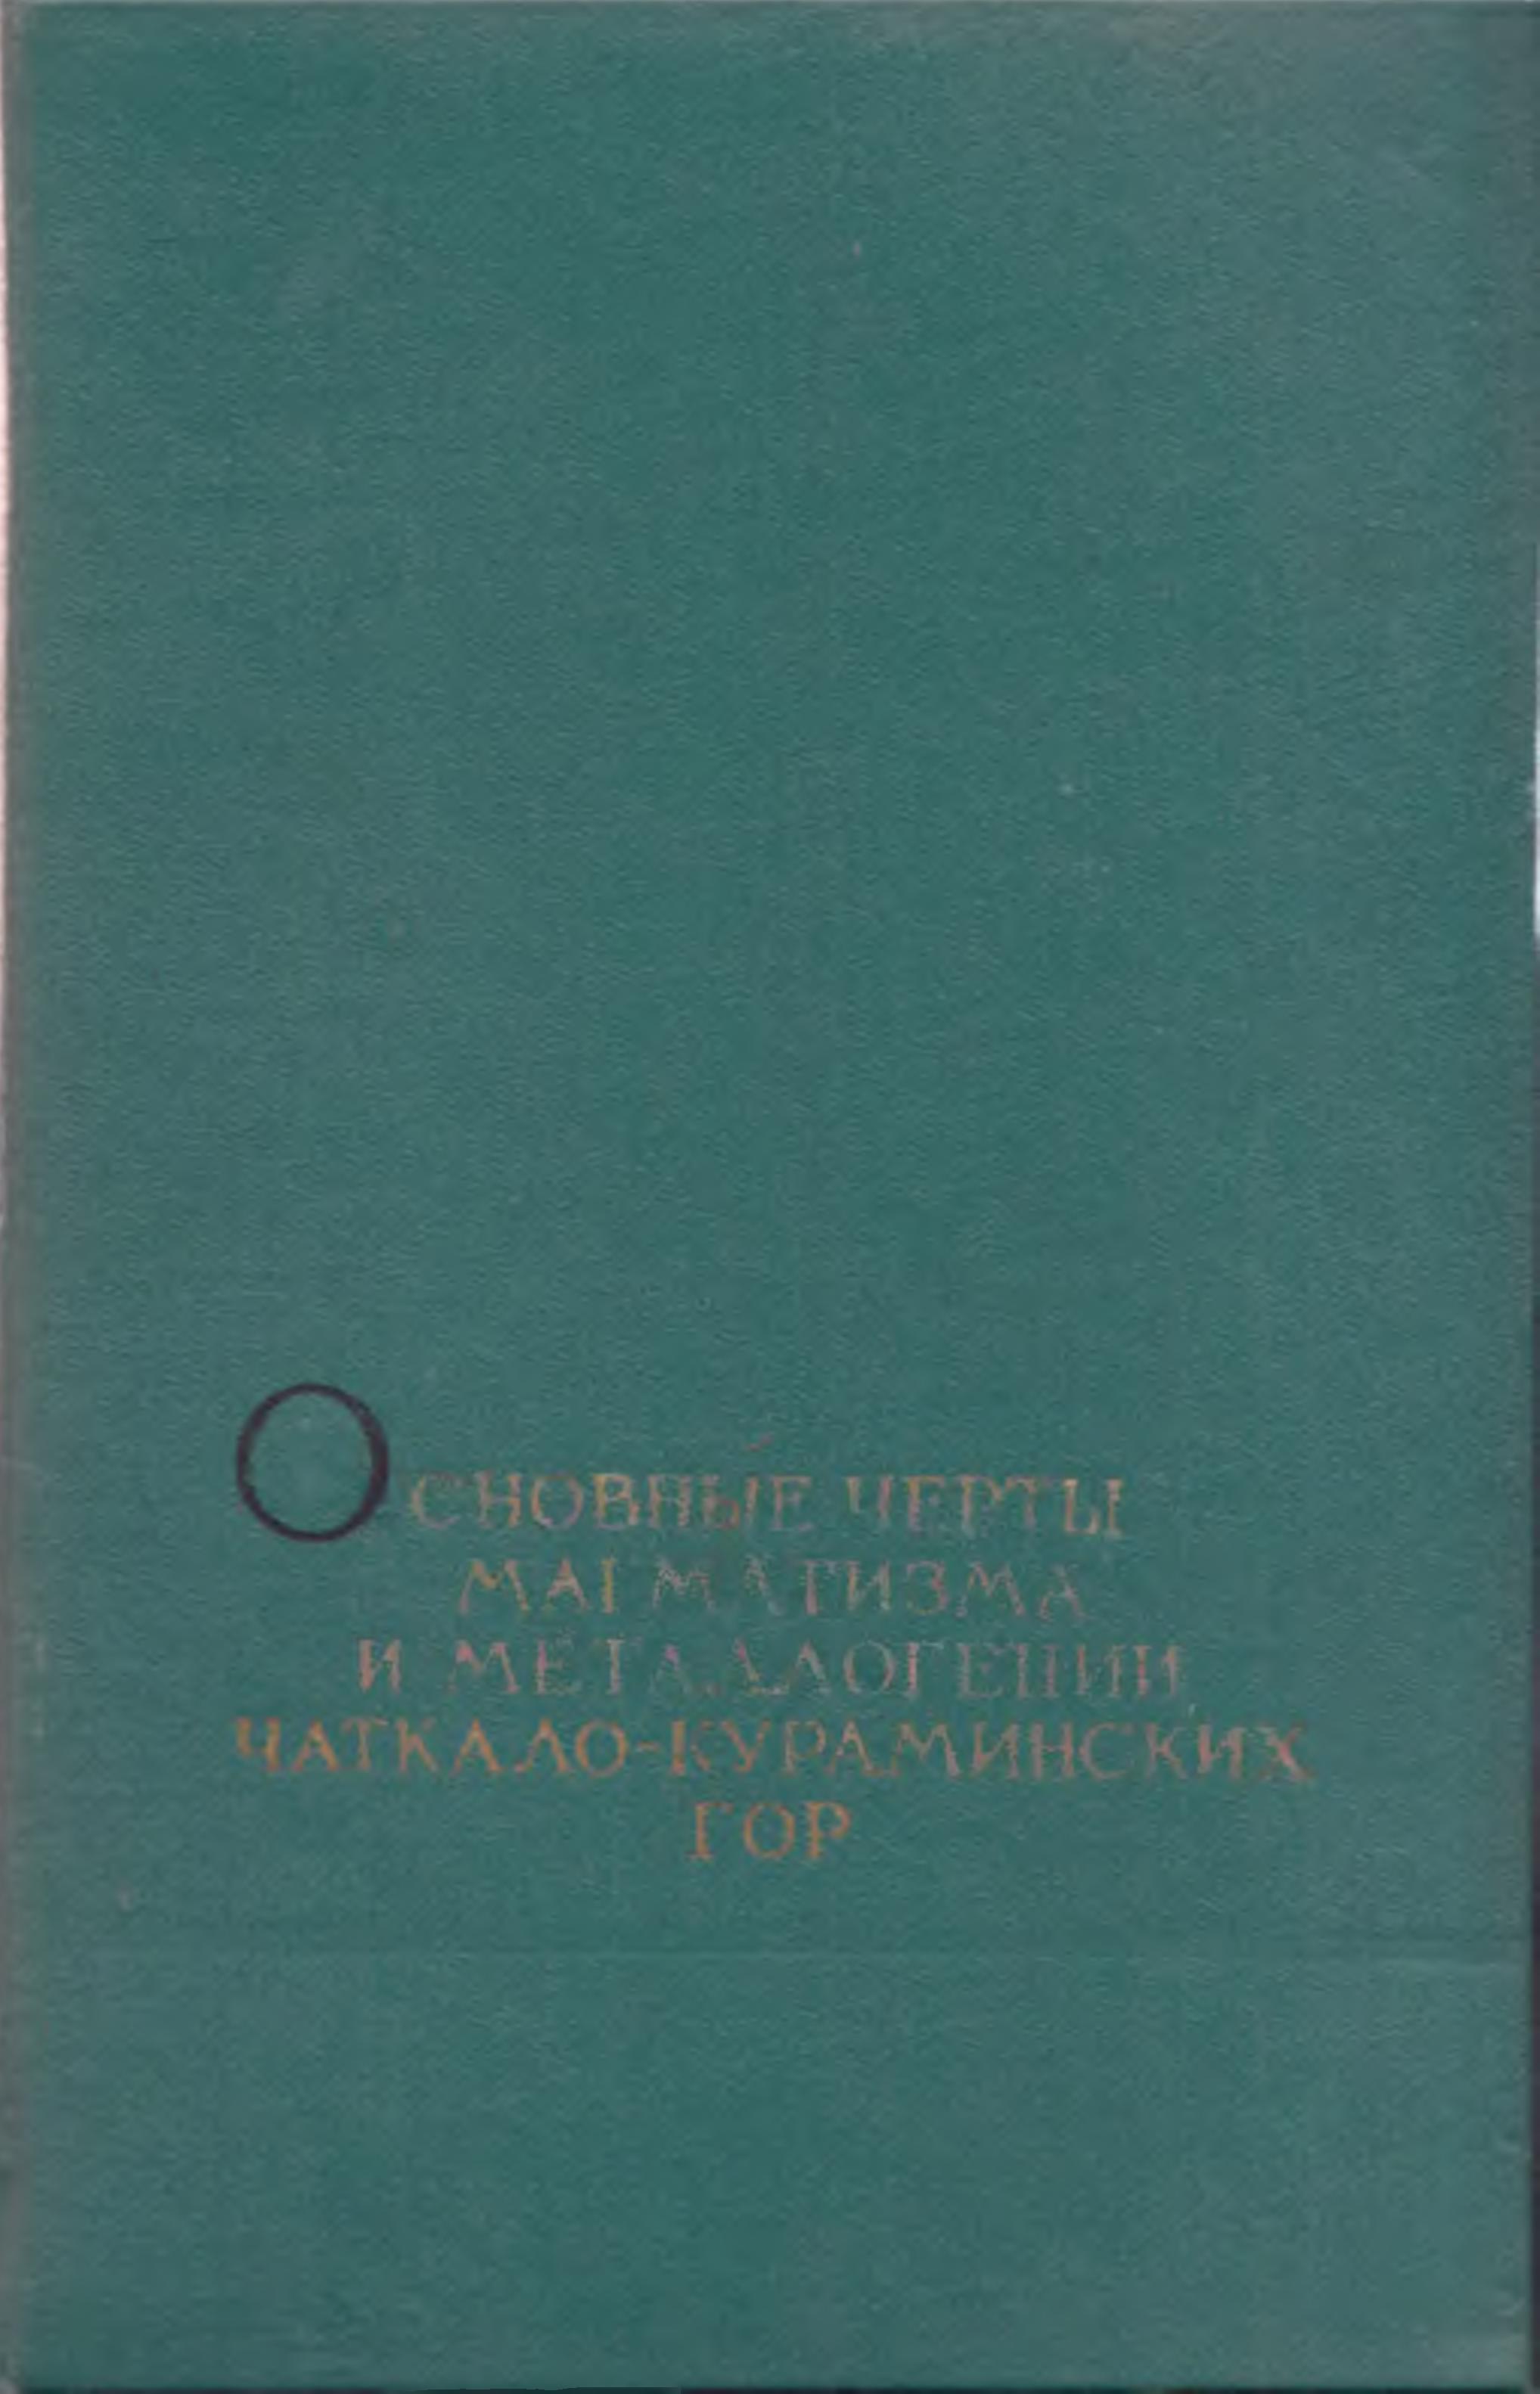 ОСНОВНЫЕ ЧЕРТЫ
МАГМАТИЗМА
И МЕТАЛЛОГЕНИИ
ЧАТКАЛО-КУРАМИНСКИХ
ГОР